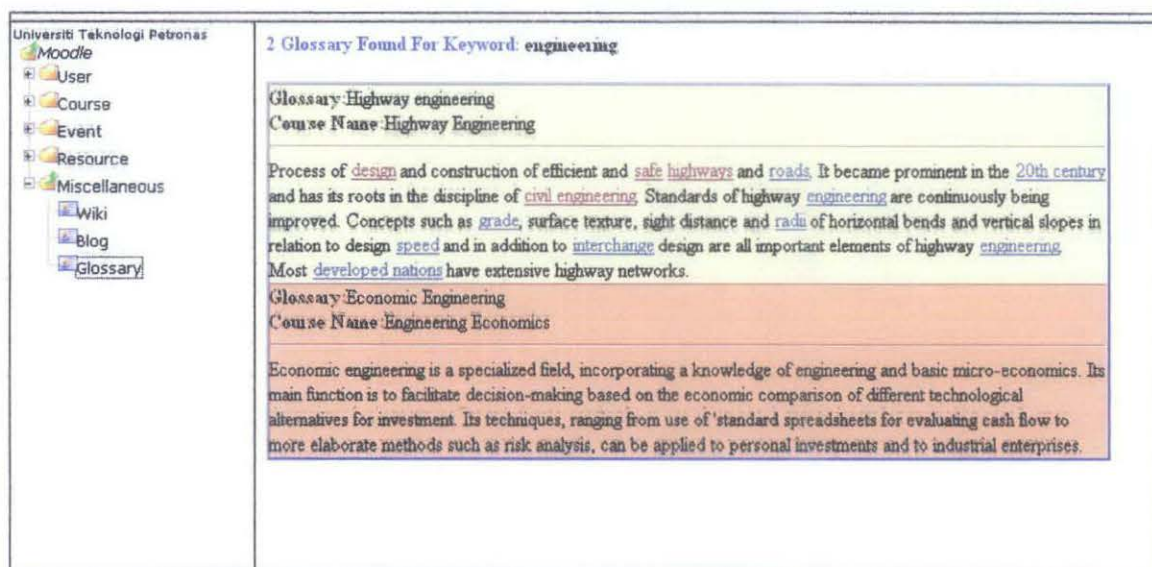 Universiti Teknologi Petronas
Moodle
User
Course
Event
Resource
Miscellaneous
Wiki
Blog
Glossary
2 Glossary Found For Keyword: engineering
Glossary:Highway engineering
Course Name:Highway Engineering
Process of design and construction of efficient and safe highways and roads. It became prominent in the 20th century
and has its roots in the discipline of civil engineering. Standards of highway engineering are continuously being
improved. Concepts such as grade, surface texture, sight distance and radii of horizontal bends and vertical slopes in
relation to design speed and in addition to interchange design are all important elements of highway engineering.
Most developed nations have extensive highway networks.
Glossary:Economic Engineering
Course Name:Engineering Economics
Economic engineering is a specialized field, incorporating a knowledge of engineering and basic micro-economics. Its
main function is to facilitate decision-making based on the economic comparison of different technological
alternatives for investment. Its techniques, ranging from use of 'standard spreadsheets for evaluating cash flow to
more elaborate methods such as risk analysis, can be applied to personal investments and to industrial enterprises.